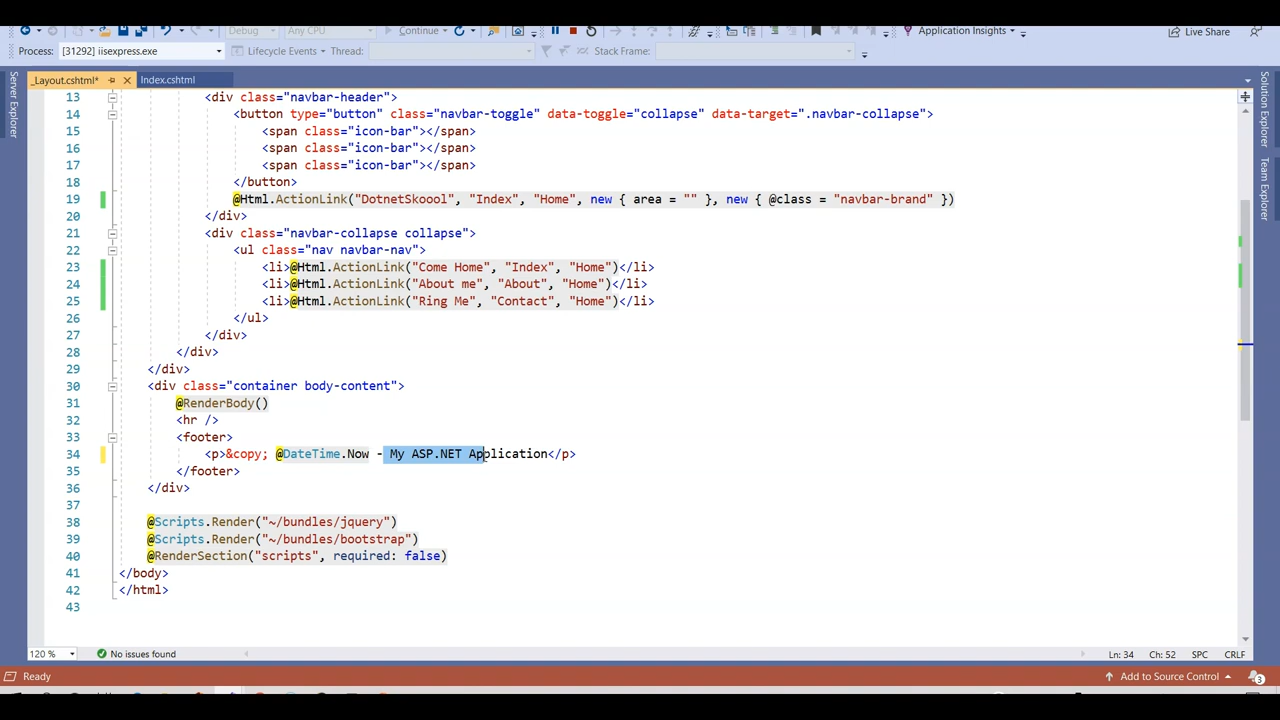 Debug Any CPU Continue Application Insights Live Share
Process: [31292] iisexpress.exe Lifecycle Events Thread: Stack Frame:
_Layout.cshtml* Index.cshtml
Server Explorer
Solution Explorer
Team Explorer
13 <div class="navbar-header">
14 <button type="button" class="navbar-toggle" data-toggle="collapse" data-target=".navbar-collapse">
15 <span class="icon-bar"></span>
16 <span class="icon-bar"></span>
17 <span class="icon-bar"></span>
18 </button>
19 @Html.ActionLink("DotnetSkoool", "Index", "Home", new { area = "" }, new { @class = "navbar-brand" })
20 </div>
21 <div class="navbar-collapse collapse">
22 <ul class="nav navbar-nav">
23 <li>@Html.ActionLink("Come Home", "Index", "Home")</li>
24 <li>@Html.ActionLink("About me", "About", "Home")</li>
25 <li>@Html.ActionLink("Ring Me", "Contact", "Home")</li>
26 </ul>
27 </div>
28 </div>
29 </div>
30 <div class="container body-content">
31 @RenderBody()
32 <hr />
33 <footer>
34 <p>&copy; @DateTime.Now - My ASP.NET Application</p>
35 </footer>
36 </div>
37
38 @Scripts.Render("~/bundles/jquery")
39 @Scripts.Render("~/bundles/bootstrap")
40 @RenderSection("scripts", required: false)
41 </body>
42 </html>
43
120 % No issues found Ln: 34 Ch: 52 SPC CRLF
Ready Add to Source Control 3